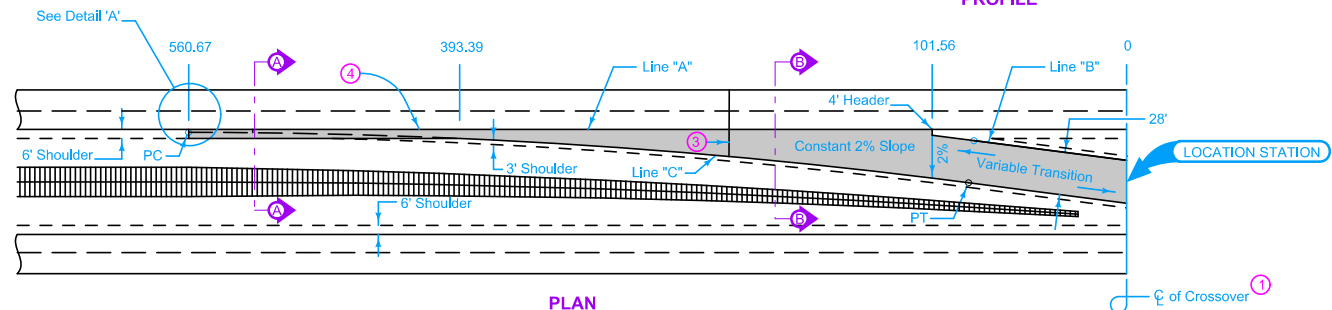 PROFILE
See Detail 'A'
560.67
393.39
101.56
0
A
B
4
Line "A"
Line "B"
4' Header
28'
6' Shoulder
PC
3' Shoulder
3
Line "C"
Constant 2% Slope
2%
Variable Transition
LOCATION STATION
6' Shoulder
A
B
PT
PLAN
℄ of Crossover 1